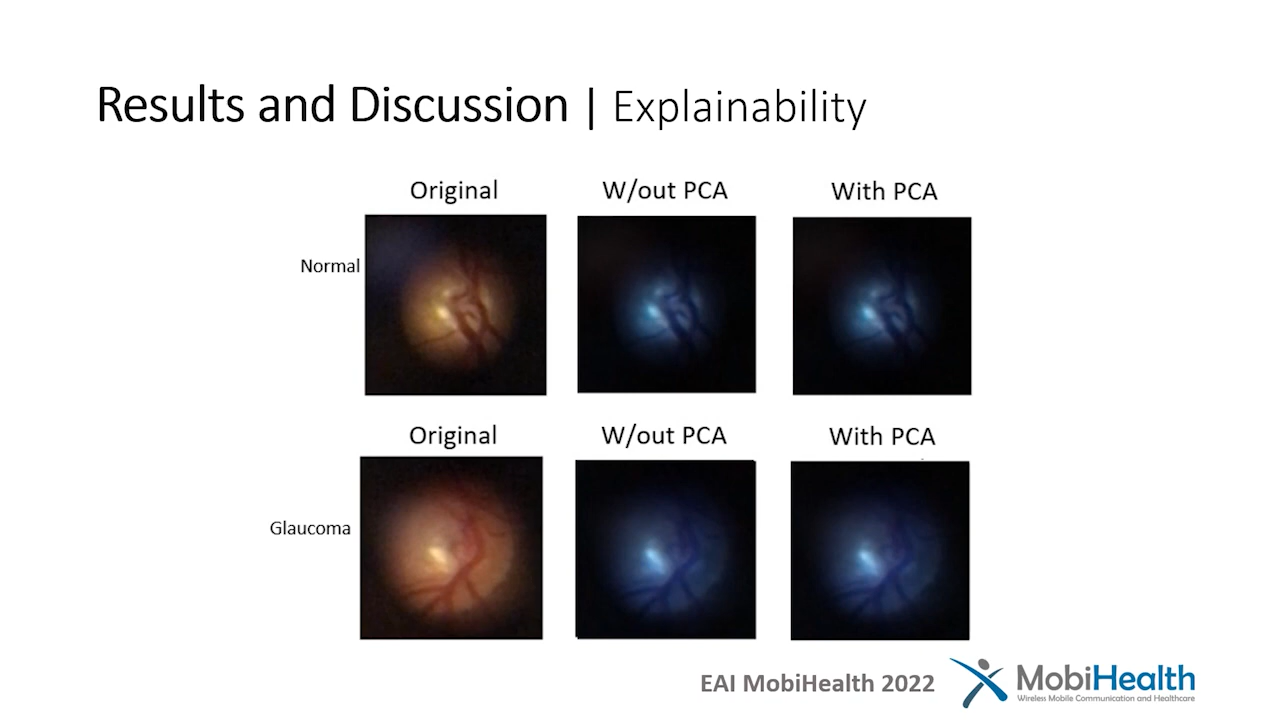 Results and Discussion | Explainability
Original W/out PCA With PCA
Normal
Original W/out PCA With PCA
Glaucoma
EAI MobiHealth 2022
MobiHealth
Wireless Mobile Communication and Healthcare